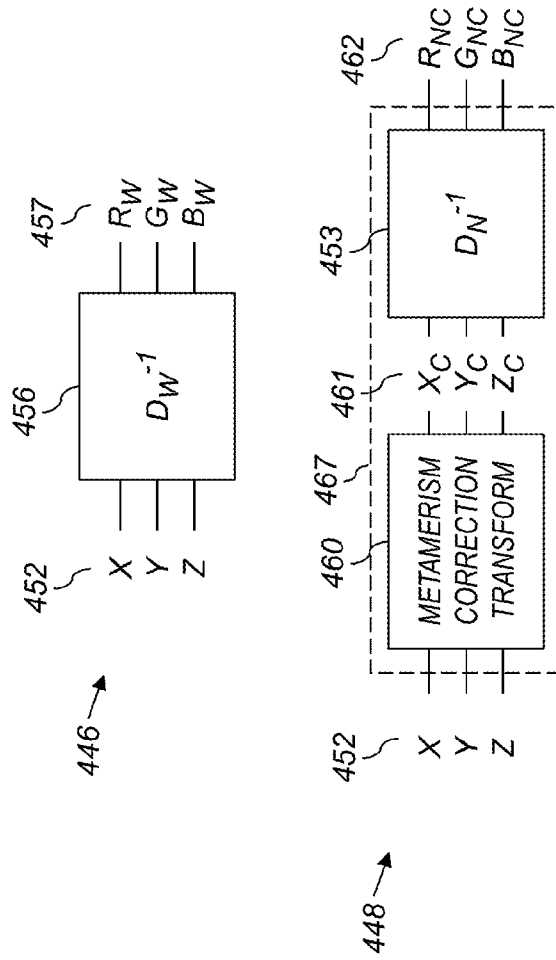 446
452
X
Y
Z
456
D_W^-1
457
R_W
G_W
B_W
448
452
X
Y
Z
467
460
METAMERISM
CORRECTION
TRANSFORM
461
X_C
Y_C
Z_C
453
D_N^-1
462
R_NC
G_NC
B_NC